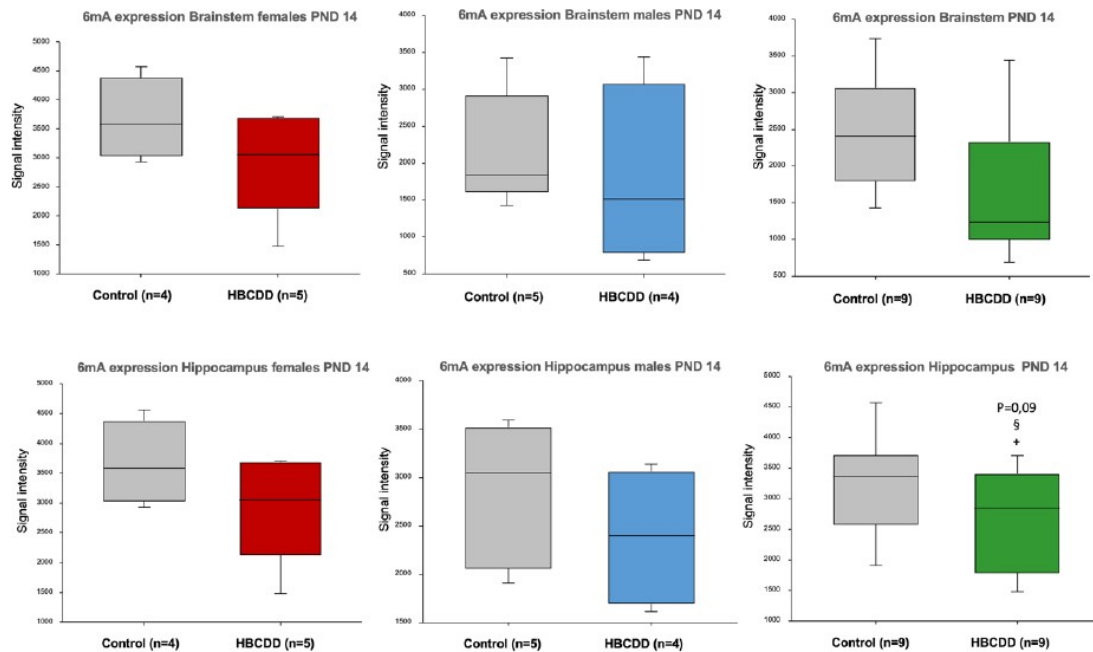 6mA expression Brainstem females PND 14
5000
4500
4000
3500
3000
2500
2000
1500
1000
Signal intensity
Control (n=4)
HBCDD (n=5)
6mA expression Brainstem males PND 14
4000
3500
3000
2500
2000
1500
1000
500
Signal intensity
Control (n=5)
HBCDD (n=4)
6mA expression Brainstem PND 14
4000
3500
3000
2500
2000
1500
1000
500
Signal intensity
Control (n=9)
HBCDD (n=9)
6mA expression Hippocampus females PND 14
5000
4500
4000
3500
3000
2500
2000
1500
1000
Signal intensity
Control (n=4)
HBCDD (n=5)
6mA expression Hippocampus males PND 14
4000
3500
3000
2500
2000
1500
Signal intensity
Control (n=5)
HBCDD (n=4)
6mA expression Hippocampus PND 14
5000
4500
4000
3500
3000
2500
2000
1500
1000
Signal intensity
P=0,09
§
+
Control (n=9)
HBCDD (n=9)